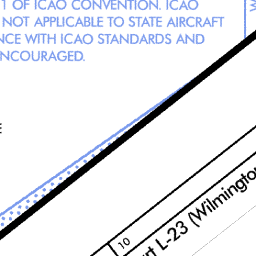 1 OF ICAO CONVENTION. ICAO
NOT APPLICABLE TO STATE AIRCRAFT
NCE WITH ICAO STANDARDS AND
NCOURAGED.
10
rt L-23 (Wilmington